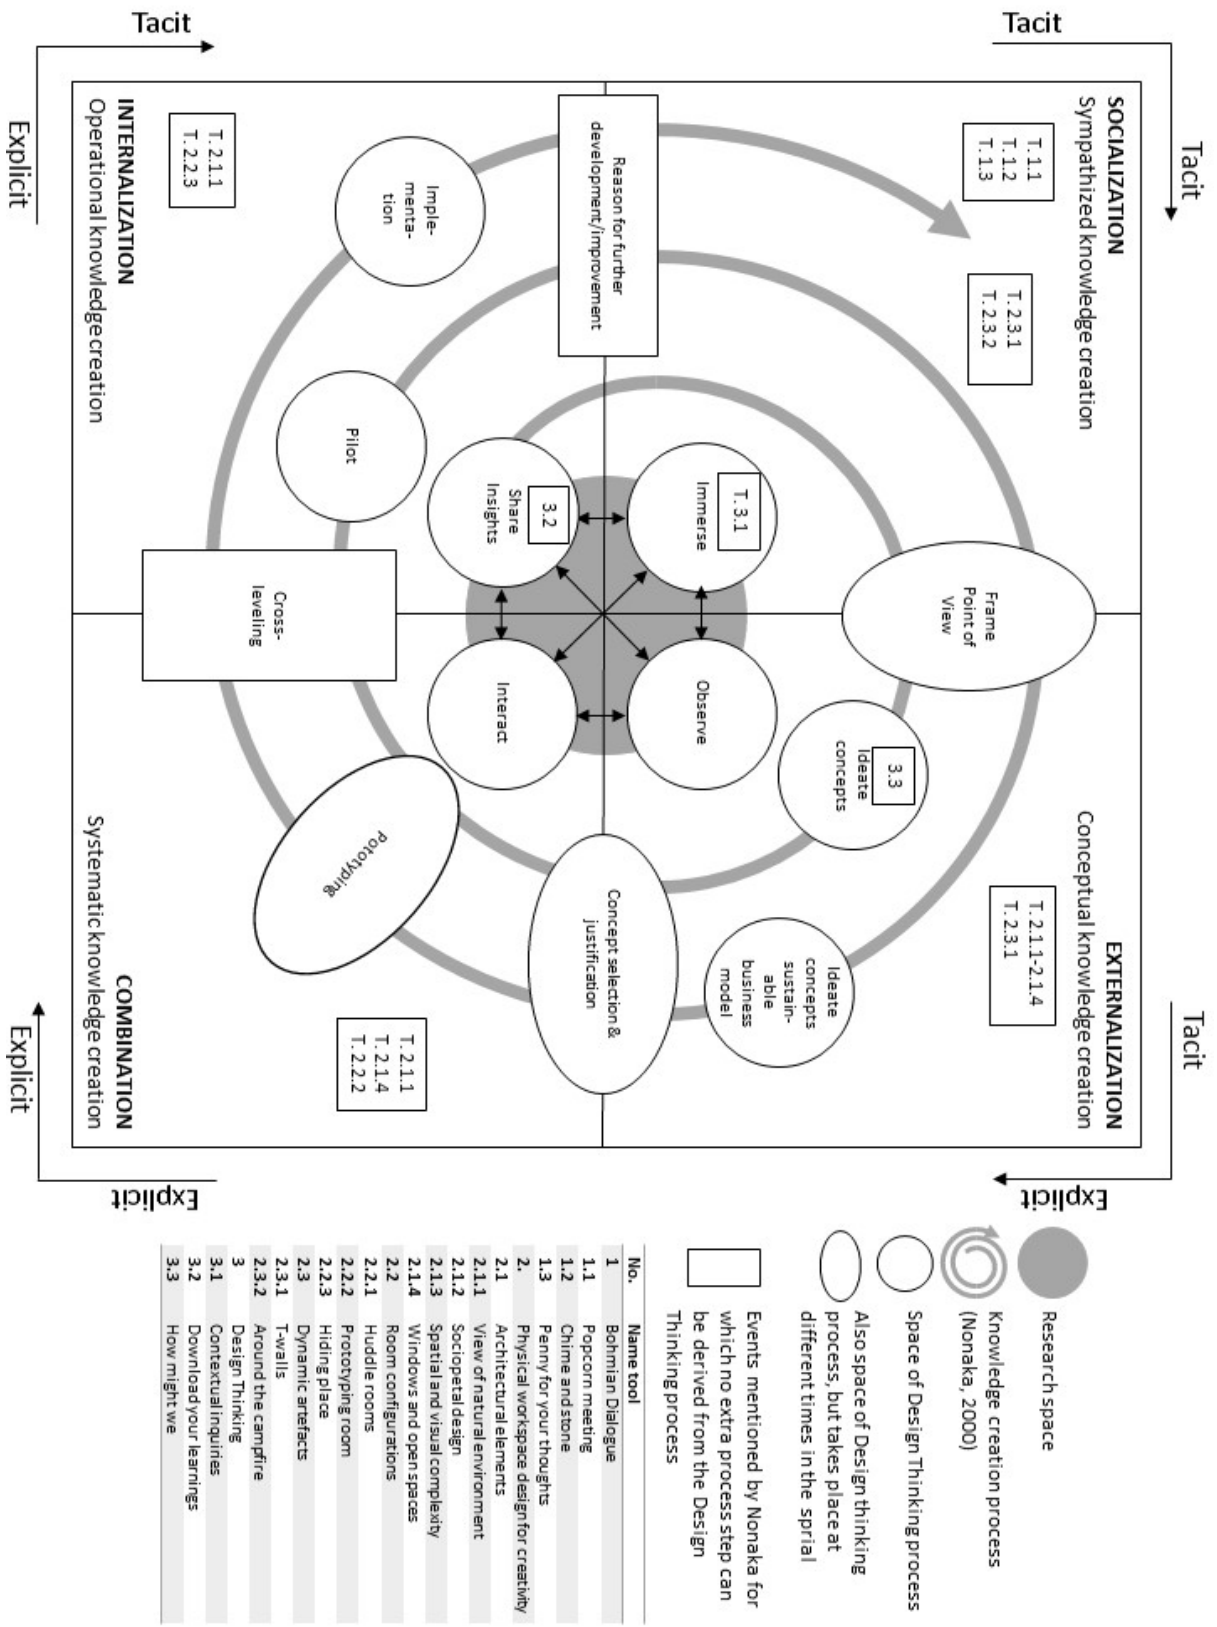 Tacit
Tacit
Tacit
Explicit
SOCIALIZATION
Sympathized knowledge creation
EXTERNALIZATION
Conceptual knowledge creation
T. 1.1
T. 1.2
T. 1.3
T. 2.3.1
T. 2.3.2
T. 2.1.1-2.1.4
T. 2.3.1
Frame
Point of
View
3.3
Ideate
concepts
Ideate
concepts
sustain-
able
business
model
T. 3.1
Immerse
Observe
Reason for further
development/improvement
Concept selection &
justification
3.2
Share
Insights
Interact
Imple-
menta-
tion
Pilot
Cross-
leveling
Pototyping
T. 2.1.1
T. 2.1.4
T. 2.2.2
T. 2.1.1
T. 2.2.3
INTERNALIZATION
Operational knowledge creation
COMBINATION
Systematic knowledge creation
Tacit
Explicit
Explicit
Explicit
Research space
Knowledge creation process
(Nonaka, 2000)
Space of Design Thinking process
Also space of Design thinking
process, but takes place at
different times in the sprial
Events mentioned by Nonaka for
which no extra process step can
be derived from the Design
Thinking process
No. Name tool
1 Bohmian Dialogue
1.1 Popcorn meeting
1.2 Chime and stone
1.3 Penny for your thoughts
2. Physical workspace design for creativity
2.1 Architectural elements
2.1.1 View of natural environment
2.1.2 Sociopetal design
2.1.3 Spatial and visual complexity
2.1.4 Windows and open spaces
2.2 Room configurations
2.2.1 Huddle rooms
2.2.2 Prototyping room
2.2.3 Hiding place
2.3 Dynamic artefacts
2.3.1 T-walls
2.3.2 Around the campfire
3 Design Thinking
3.1 Contextual inquiries
3.2 Download your learnings
3.3 How might we